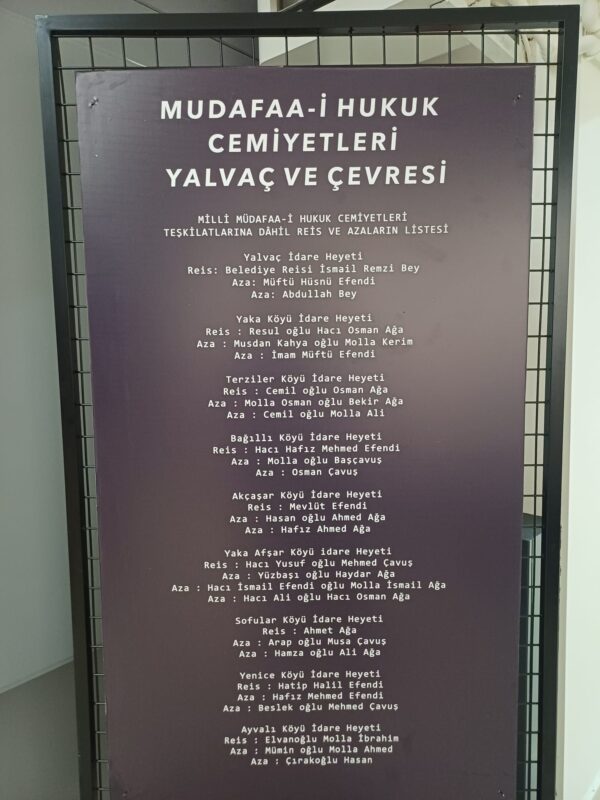 MUDAFAA-İ HUKUK
CEMİYETLERİ
YALVAÇ VE ÇEVRESİ
MİLLİ MÜDAFAA-İ HUKUK CEMİYETLERİ
TEŞKİLATLARINA DÂHİL REİS VE AZALARIN LİSTESİ
Yalvaç İdare Heyeti
Reis: Belediye Reisi İsmail Remzi Bey
Aza: Müftü Hüsnü Efendi
Aza: Abdullah Bey
Yaka Köyü İdare Heyeti
Reis : Resul oğlu Hacı Osman Ağa
Aza : Musdan Kahya oğlu Molla Kerim
Aza : İmam Müftü Efendi
Terziler Köyü İdare Heyeti
Reis : Cemil oğlu Osman Ağa
Aza : Molla Osman oğlu Bekir Ağa
Aza : Cemil oğlu Molla Ali
Bağıllı Köyü İdare Heyeti
Reis : Hacı Hafız Mehmed Efendi
Aza : Molla oğlu Başçavuş
Aza : Osman Çavuş
Akçaşar Köyü İdare Heyeti
Reis : Mevlüt Efendi
Aza : Hasan oğlu Ahmed Ağa
Aza : Hafız Ahmed Ağa
Yaka Afşar Köyü idare Heyeti
Reis : Hacı Yusuf oğlu Mehmed Çavuş
Aza : Yüzbaşı oğlu Haydar Ağa
Aza : Hacı İsmail Efendi oğlu Molla İsmail Ağa
Aza : Hacı Ali oğlu Hacı Osman Ağa
Sofular Köyü İdare Heyeti
Reis : Ahmet Ağa
Aza : Arap oğlu Musa Çavuş
Aza : Hamza oğlu Ali Ağa
Yenice Köyü İdare Heyeti
Reis : Hatip Halil Efendi
Aza : Hafız Mehmed Efendi
Aza : Beslek oğlu Mehmed Çavuş
Ayvalı Köyü İdare Heyeti
Reis : Elvanoğlu Molla İbrahim
Aza : Mümin oğlu Molla Ahmed
Aza : Çırakoğlu Hasan